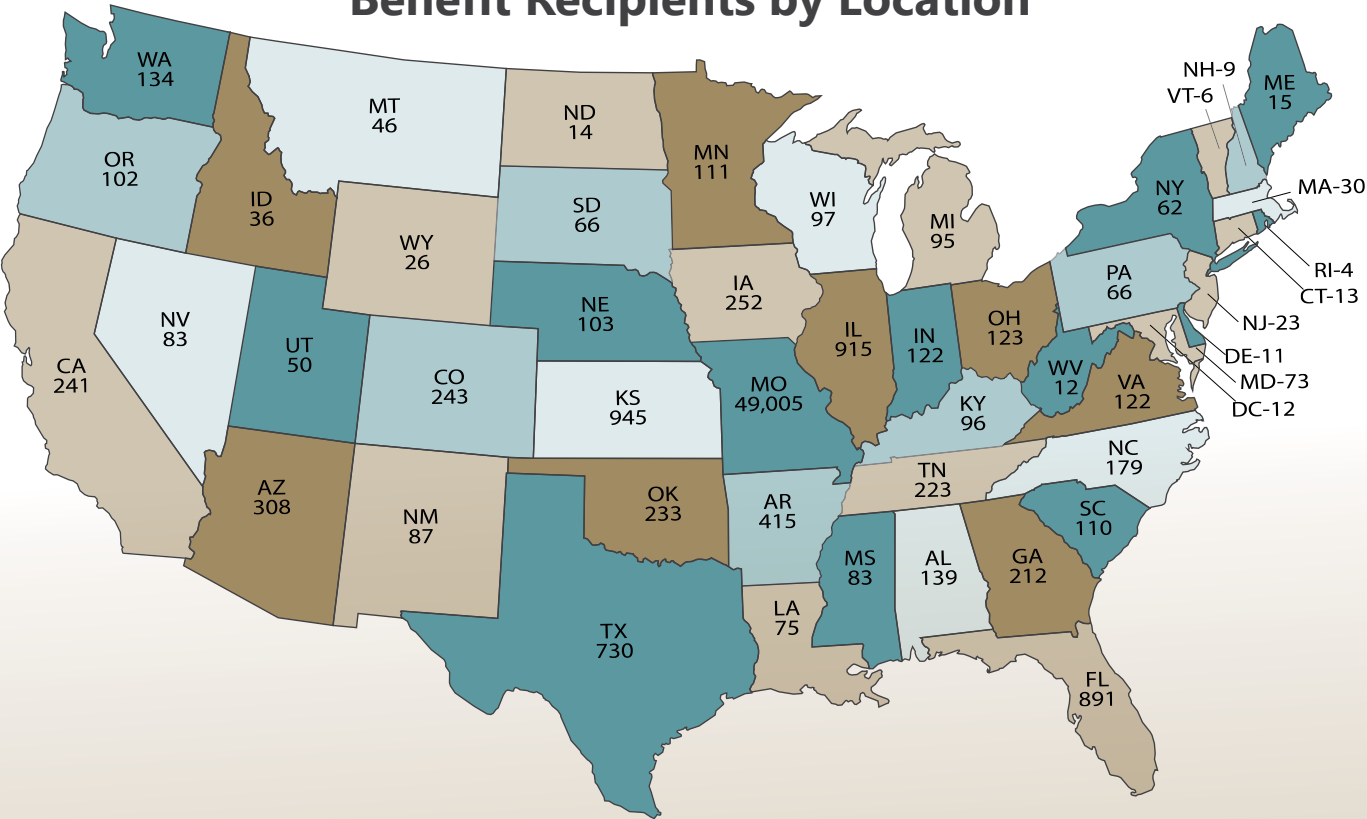 Benefit Recipients by Location
WA
134
MT
46
ND
14
MN
111
NH-9
VT-6
ME
15
OR
102
ID
36
WY
26
SD
66
WI
97
MI
95
NY
62
MA-30
RI-4
CT-13
NJ-23
DE-11
MD-73
DC-12
NV
83
UT
50
CO
243
NE
103
IA
252
IL
915
IN
122
OH
123
PA
66
CA
241
KS
945
MO
49,005
KY
96
WV
12
VA
122
AZ
308
NM
87
OK
233
AR
415
TN
223
NC
179
SC
110
TX
730
LA
75
MS
83
AL
139
GA
212
FL
891